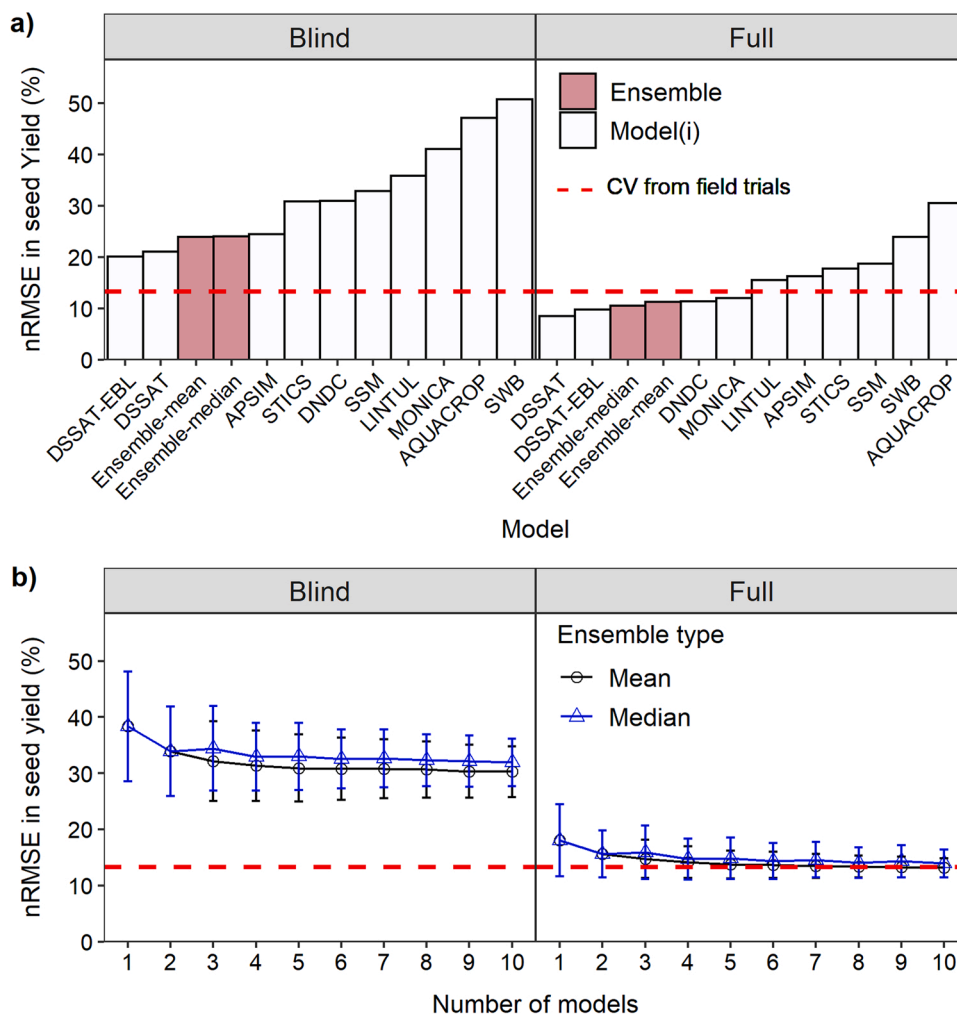 a)
Blind
Full
nRMSE in seed Yield (%)
50
40
30
20
10
0
Ensemble
Model(i)
CV from field trials
DSSAT-EBL
DSSAT
Ensemble-mean
Ensemble-median
APSIM
STICS
DNDC
SSM
LINTUL
MONICA
AQUACROP
SWB
DSSAT
DSSAT-EBL
Ensemble-median
Ensemble-mean
DNDC
MONICA
LINTUL
APSIM
STICS
SSM
SWB
AQUACROP
Model
b)
Blind
Full
nRMSE in seed yield (%)
50
40
30
20
10
0
Ensemble type
Mean
Median
1 2 3 4 5 6 7 8 9 10
1 2 3 4 5 6 7 8 9 10
Number of models